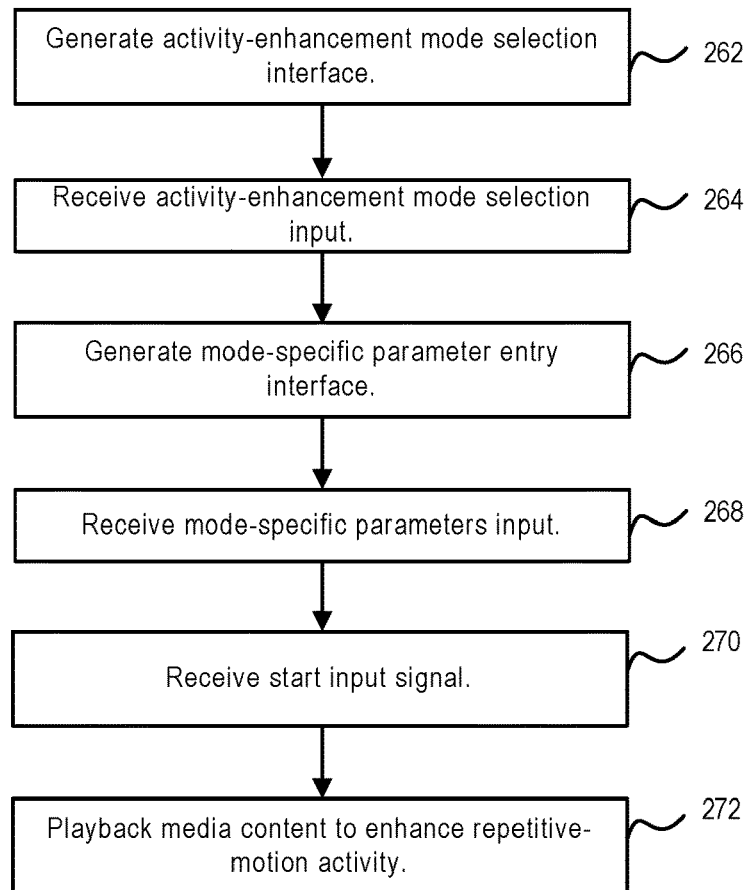 Generate activity-enhancement mode selection
interface.
262
Receive activity-enhancement mode selection
input.
264
Generate mode-specific parameter entry
interface.
266
Receive mode-specific parameters input.
268
Receive start input signal.
270
Playback media content to enhance repetitive-
motion activity.
272